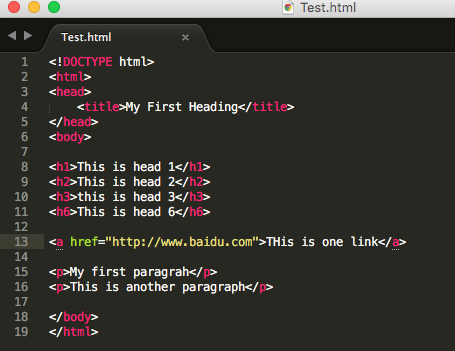 Test.html
Test.html
1 <!DOCTYPE html>
2 <html>
3 <head>
4 <title>My First Heading</title>
5 </head>
6 <body>
7
8 <h1>This is head 1</h1>
9 <h2>This is head 2</h2>
10 <h3>this is head 3</h3>
11 <h6>This is head 6</h6>
12
13 <a href="http://www.baidu.com">THis is one link</a>
14
15 <p>My first paragrah</p>
16 <p>This is another paragraph</p>
17
18 </body>
19 </html>